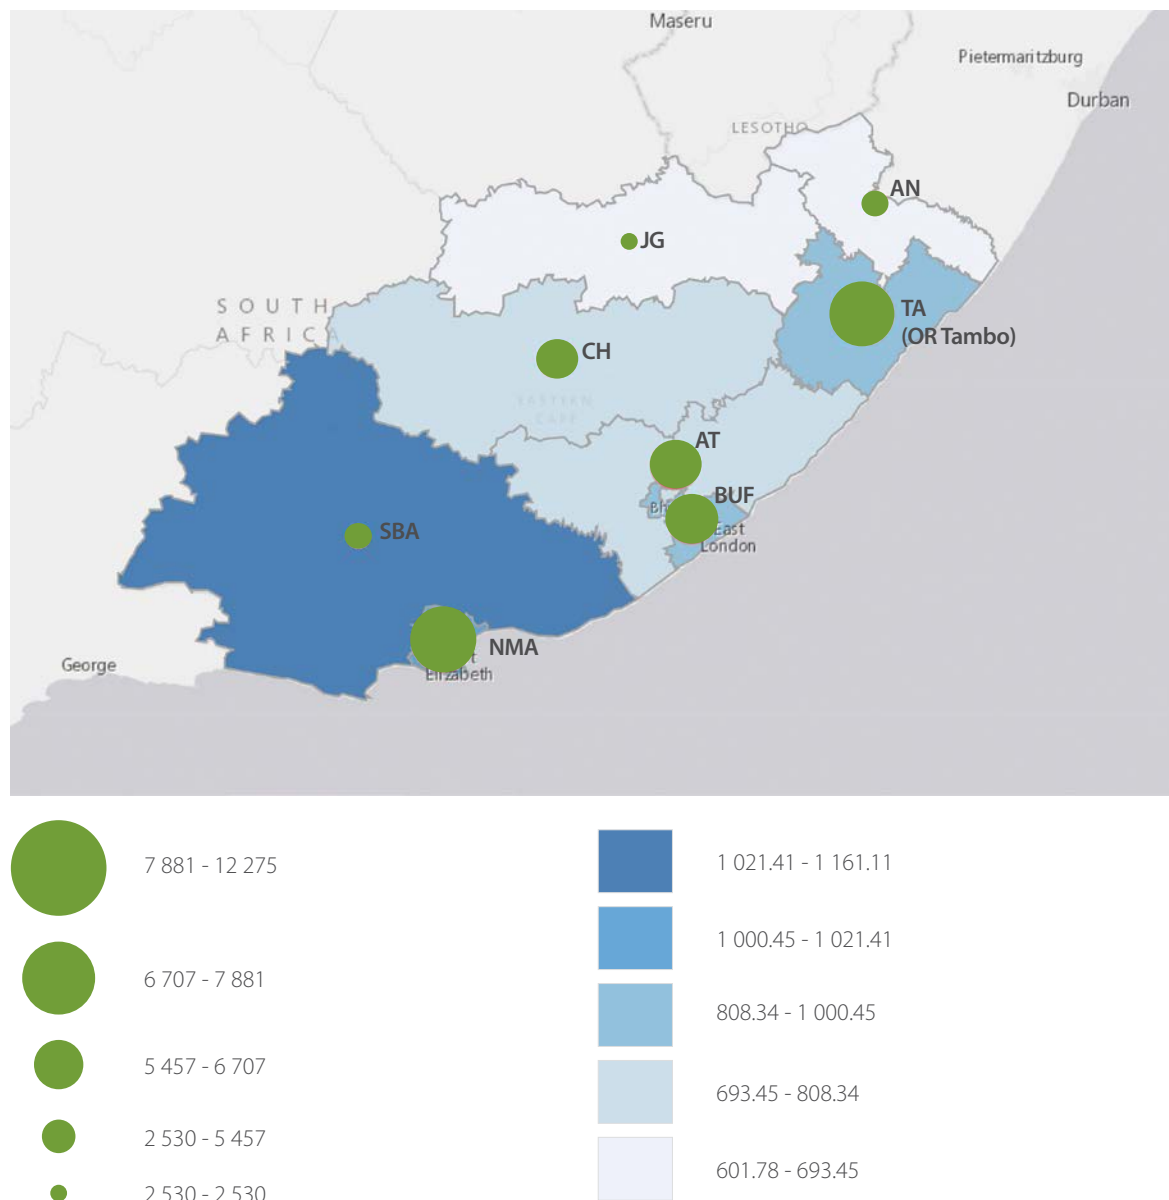 Maseru
Pietermaritzburg
Durban
LESOTHO
AN
JG
SOUTH
AFRICA
TA
(OR Tambo)
CH
EASTERN
CAPE
AT
BUF
East
London
SBA
NMA
George
Elizabeth
7 881 - 12 275
1 021.41 - 1 161.11
6 707 - 7 881
1 000.45 - 1 021.41
5 457 - 6 707
808.34 - 1 000.45
2 530 - 5 457
693.45 - 808.34
2 530 - 2 530
601.78 - 693.45